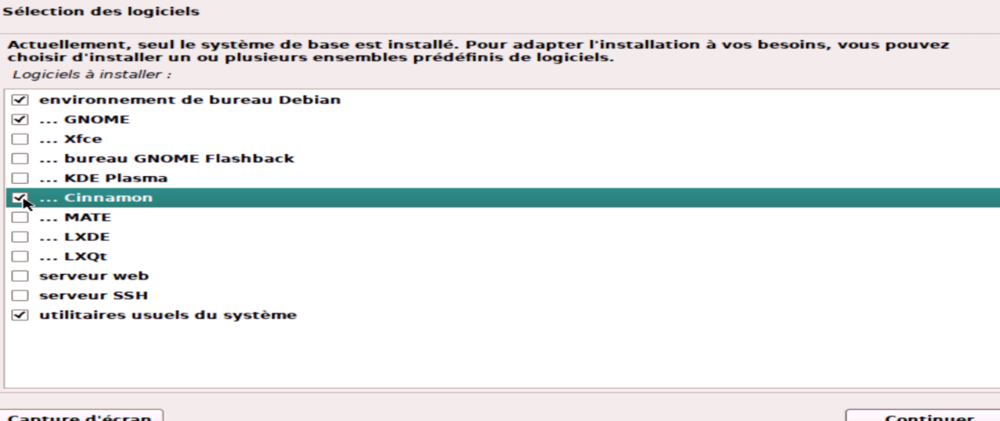 Sélection des logiciels
Actuellement, seul le système de base est installé. Pour adapter l'installation à vos besoins, vous pouvez
choisir d'installer un ou plusieurs ensembles prédéfinis de logiciels.
Logiciels à installer :
environnement de bureau Debian
... GNOME
... Xfce
... bureau GNOME Flashback
... KDE Plasma
... Cinnamon
... MATE
... LXDE
... LXQt
serveur web
serveur SSH
utilitaires usuels du système
Capture d'écran
Continuer